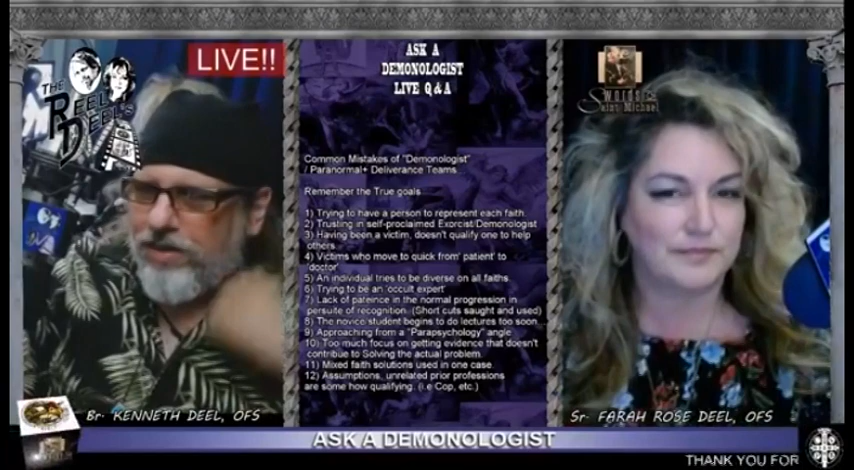 LIVE!!
THE
REEL
DEEL'S
ASK A
DEMONOLOGIST
LIVE Q&A
SWORDS OF
Saint Michael
Common Mistakes of "Demonologist"
/ Paranormal+ Deliverance Teams
Remember the True goals
1) Trying to have a person to represent each faith.
2) Trusting in self-proclaimed Exorcist/Demonologist
3) Having been a victim, doesn't qualify one to help
others...
4) Victims who move to quick from' patient' to
'doctor'
5) An individual tries to be diverse on all faiths.
6) Trying to be an 'occult expert'
7) Lack of patience in the normal progression in
persuite of recognition. (Short cuts saught and used)
8) The novice/student begins to do lectures too soon.
9) Approaching from a "Parapsychology" angle
10) Too much focus on getting evidence that doesn't
contribute to Solving the actual problem.
11) Mixed faith solutions used in one case.
12) Assumptions, unrelated prior professions
are some how qualifying. (i.e Cop, etc.)
Br. KENNETH DEEL, OFS
Sr. FARAH ROSE DEEL, OFS
ASK A DEMONOLOGIST
THANK YOU FOR